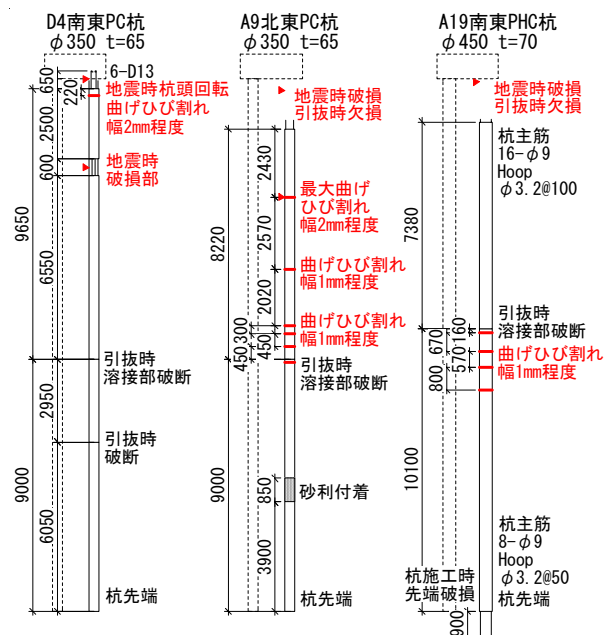 D4南東PC杭
φ350 t=65
6-D13
650
220
地震時杭頭回転
曲げひび割れ
幅2mm程度
2500
600
地震時
破損部
9650
6550
引抜時
溶接部破断
2950
引抜時
破断
9000
6050
杭先端
A9北東PC杭
φ350 t=65
地震時破損
引抜時欠損
2430
最大曲げ
ひび割れ
幅2mm程度
8220
2570
曲げひび割れ
幅1mm程度
2020
曲げひび割れ
幅1mm程度
300
450
450
引抜時
溶接部破断
9000
850
砂利付着
3900
杭先端
A19南東PHC杭
φ450 t=70
地震時破損
引抜時欠損
杭主筋
16-φ9
Hoop
φ3.2@100
7380
引抜時
溶接部破断
160
670
570
曲げひび割れ
幅1mm程度
800
10100
杭主筋
8-φ9
Hoop
φ3.2@50
杭施工時
先端破損
杭先端
900